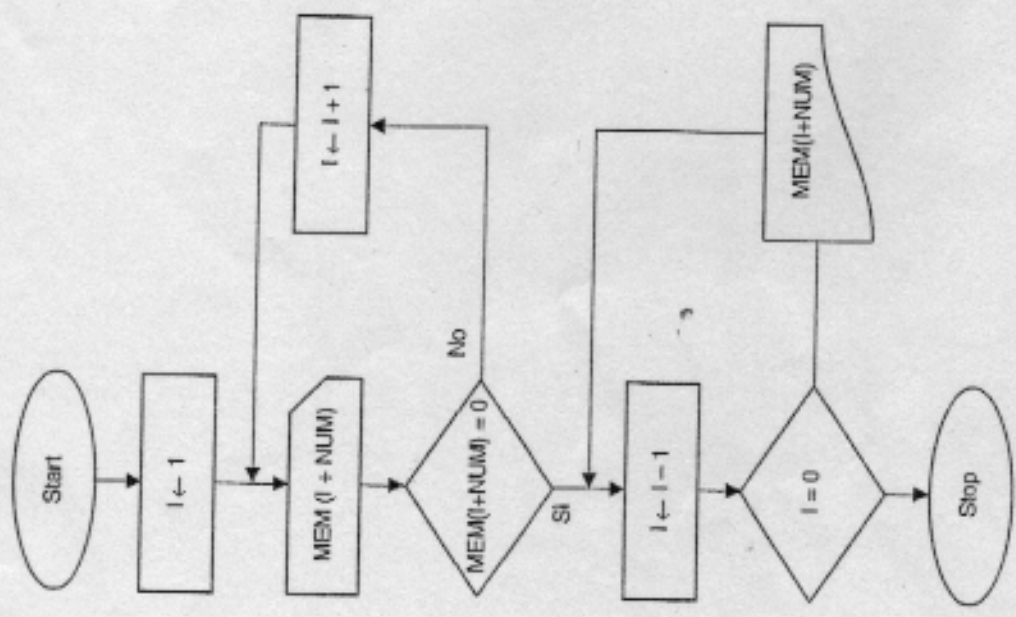 Start
I ← 1
I ← I + 1
MEM (I + NUM)
MEM(I+NUM) = 0
No
Si
I ← I – 1
MEM(I+NUM)
I = 0
Stop